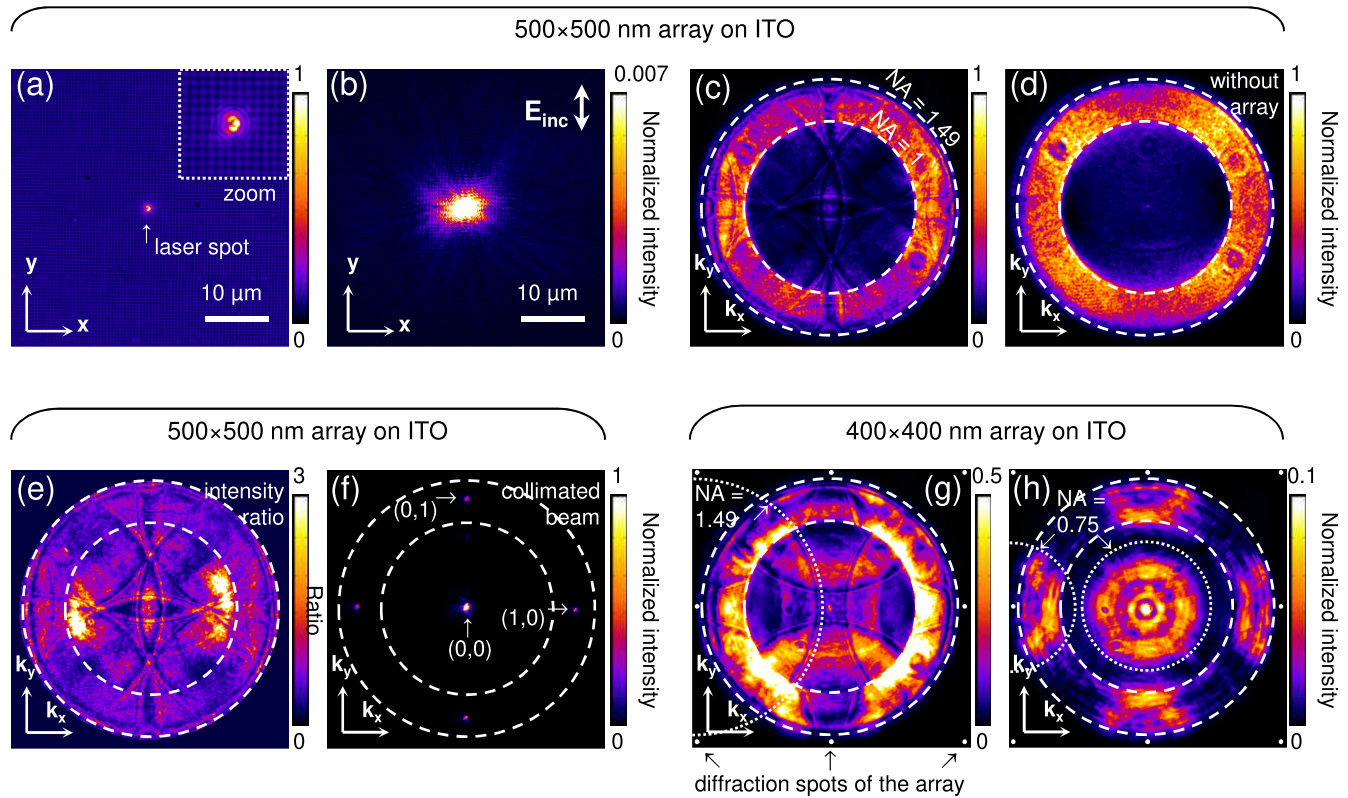 500×500 nm array on ITO
(a)
zoom
↑
laser spot
y
x
10 μm
1
0
(b)
E_inc
y
x
10 μm
0.007
0
Normalized intensity
(c)
NA = 1.49
NA = 1
k_y
k_x
1
0
(d)
without
array
k_y
k_x
1
0
Normalized intensity
500×500 nm array on ITO
(e)
intensity
ratio
k_y
k_x
3
0
Ratio
(f)
collimated
beam
(0,1)
(1,0)
(0,0)
k_y
k_x
1
0
Normalized intensity
400×400 nm array on ITO
(g)
NA =
1.49
k_y
k_x
0.5
0
(h)
NA =
0.75
k_y
k_x
0.1
0
Normalized intensity
diffraction spots of the array